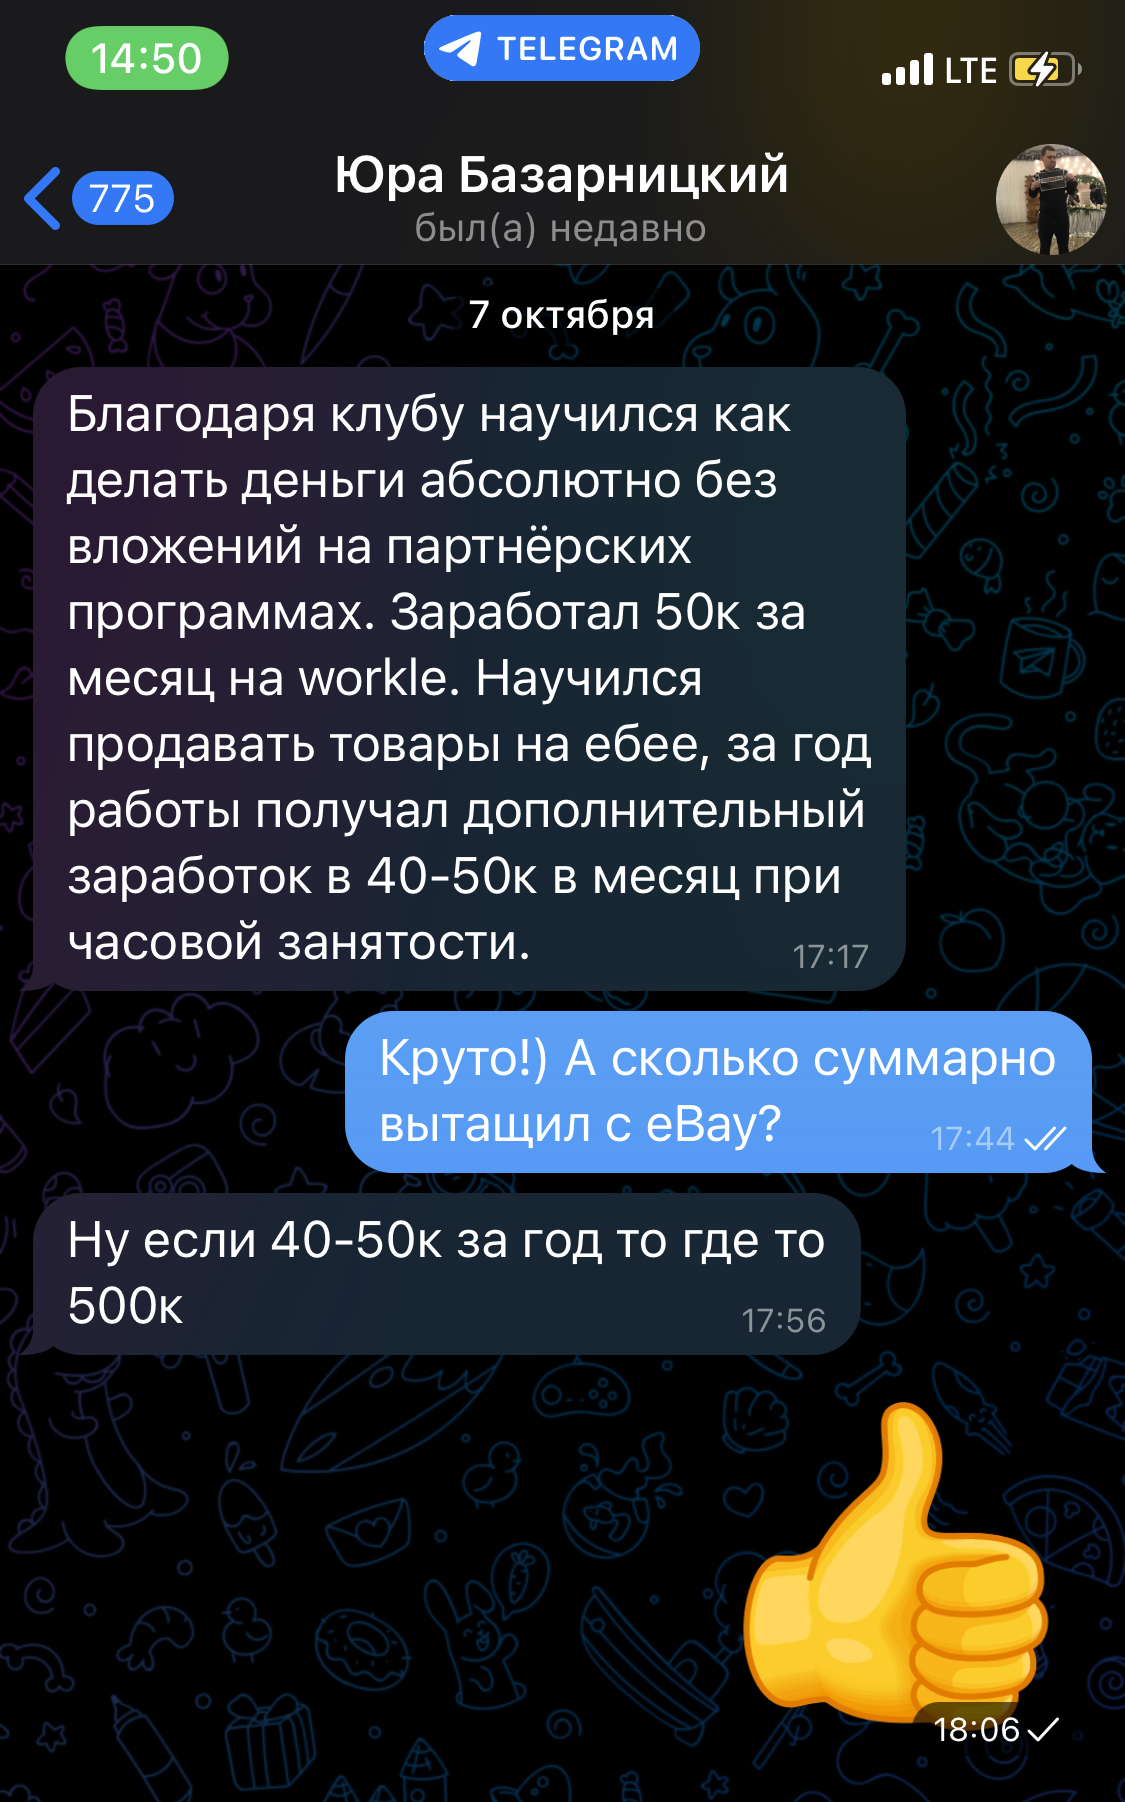 14:50
TELEGRAM
LTE
775
Юра Базарницкий
был(а) недавно
7 октября
Благодаря клубу научился как
делать деньги абсолютно без
вложений на партнёрских
программах. Заработал 50к за
месяц на workle. Научился
продавать товары на ебее, за год
работы получал дополнительный
заработок в 40-50к в месяц при
часовой занятости.
17:17
Круто!) А сколько суммарно
вытащил с eBay?
17:44
Ну если 40-50к за год то где то
500к
17:56
18:06